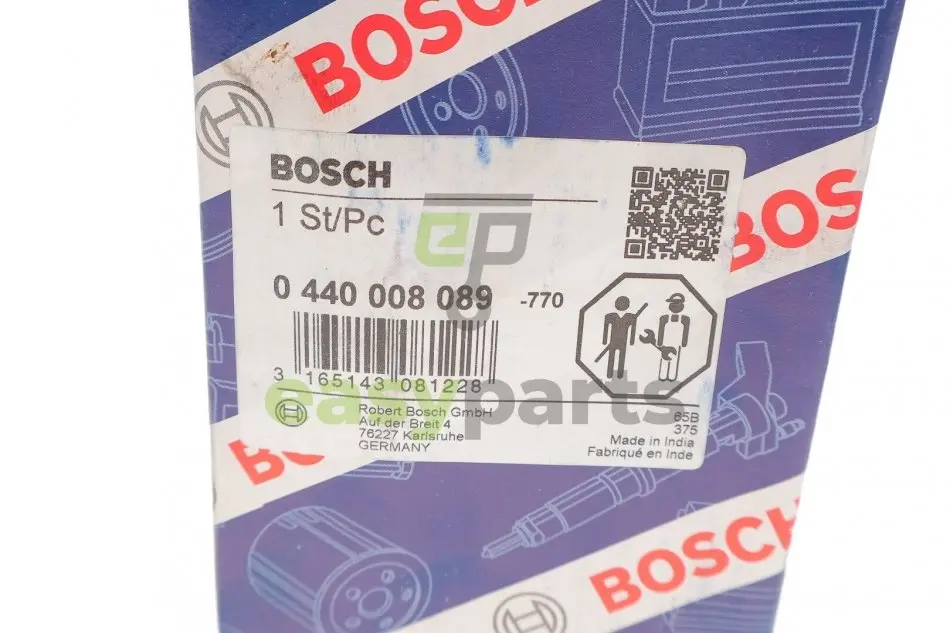 BOSCH
BOSCH
1 St/Pc
ep
BOS
0 440 008 089 -770
3 165143 081228
easyparts
Robert Bosch GmbH
Auf der Breit 4
76227 Karlsruhe
GERMANY
65B
375
Made in India
Fabriqué en Inde
B
BOSCH